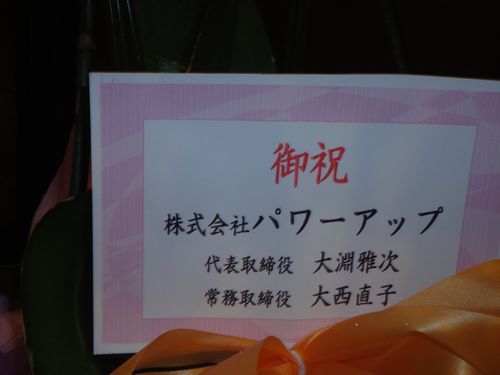 御祝
株式会社パワーアップ
代表取締役 大淵雅次
常務取締役 大西直子